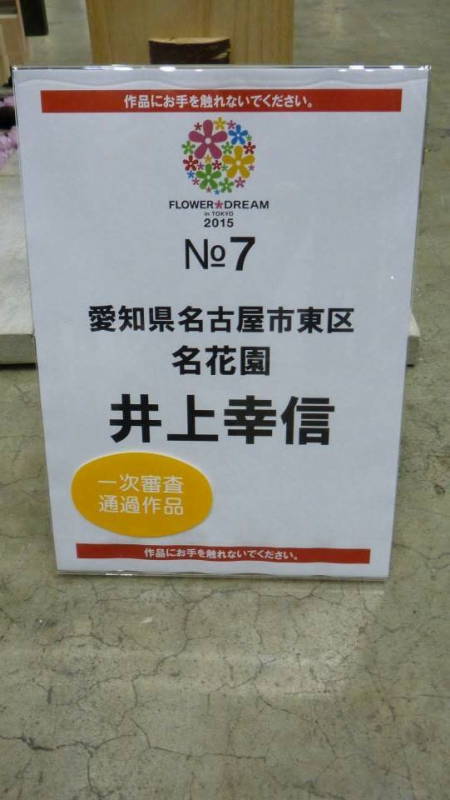 作品にお手を触れないでください。
FLOWER★DREAM
in TOKYO
2015
№7
愛知県名古屋市東区
名花園
井上幸信
一次審査
通過作品
作品にお手を触れないでください。